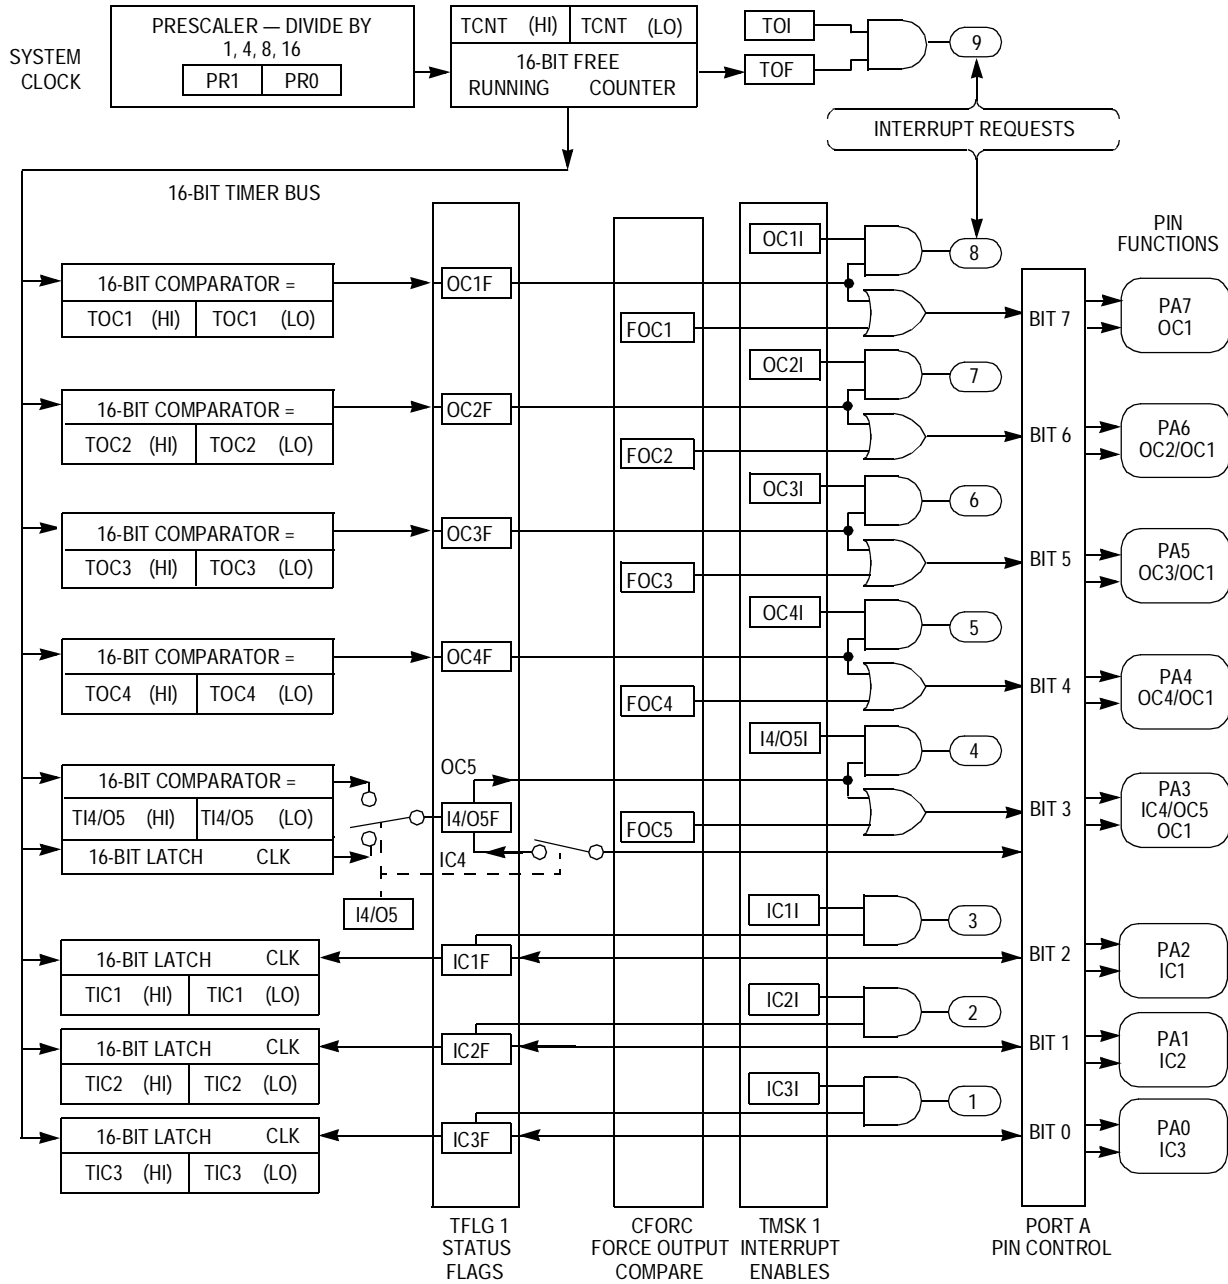 SYSTEM
CLOCK
PRESCALER — DIVIDE BY
1, 4, 8, 16
PR1 PR0
TCNT (HI) TCNT (LO)
16-BIT FREE
RUNNING COUNTER
TOI
TOF
9
INTERRUPT REQUESTS
16-BIT TIMER BUS
PIN
FUNCTIONS
OC1I
8
16-BIT COMPARATOR =
TOC1 (HI) TOC1 (LO)
OC1F
FOC1
BIT 7
PA7
OC1
OC2I
7
16-BIT COMPARATOR =
TOC2 (HI) TOC2 (LO)
OC2F
FOC2
BIT 6
PA6
OC2/OC1
OC3I
6
16-BIT COMPARATOR =
TOC3 (HI) TOC3 (LO)
OC3F
FOC3
BIT 5
PA5
OC3/OC1
OC4I
5
16-BIT COMPARATOR =
TOC4 (HI) TOC4 (LO)
OC4F
FOC4
BIT 4
PA4
OC4/OC1
I4/O5I
4
16-BIT COMPARATOR =
TI4/O5 (HI) TI4/O5 (LO)
16-BIT LATCH CLK
OC5
I4/O5F
IC4
I4/O5
FOC5
BIT 3
PA3
IC4/OC5
OC1
IC1I
3
16-BIT LATCH CLK
TIC1 (HI) TIC1 (LO)
IC1F
BIT 2
PA2
IC1
IC2I
2
16-BIT LATCH CLK
TIC2 (HI) TIC2 (LO)
IC2F
BIT 1
PA1
IC2
IC3I
1
16-BIT LATCH CLK
TIC3 (HI) TIC3 (LO)
IC3F
BIT 0
PA0
IC3
TFLG 1
STATUS
FLAGS
CFORC
FORCE OUTPUT
COMPARE
TMSK 1
INTERRUPT
ENABLES
PORT A
PIN CONTROL